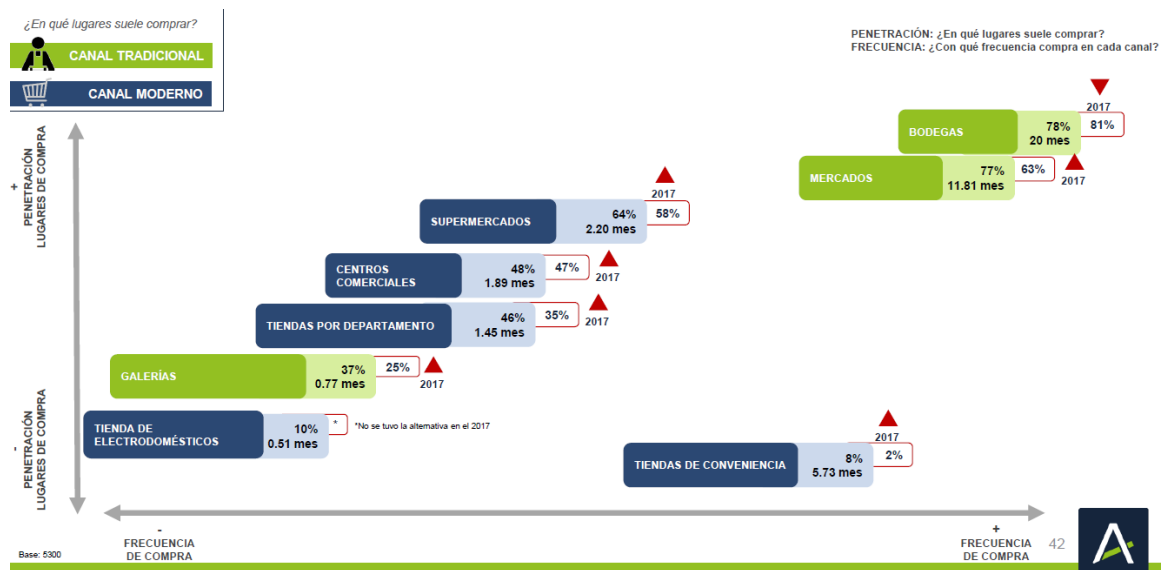 ¿En qué lugares suele comprar?
CANAL TRADICIONAL
CANAL MODERNO
PENETRACIÓN: ¿En qué lugares suele comprar?
FRECUENCIA: ¿Con qué frecuencia compra en cada canal?
+
PENETRACIÓN
LUGARES DE COMPRA
2017
BODEGAS
78%
20 mes
81%
MERCADOS
77%
11.81 mes
63%
2017
2017
SUPERMERCADOS
64%
2.20 mes
58%
CENTROS
COMERCIALES
48%
1.89 mes
47%
2017
TIENDAS POR DEPARTAMENTO
46%
1.45 mes
35%
2017
GALERÍAS
37%
0.77 mes
25%
2017
TIENDA DE
ELECTRODOMÉSTICOS
10%
0.51 mes
*
*No se tuvo la alternativa en el 2017
2017
TIENDAS DE CONVENIENCIA
8%
5.73 mes
2%
-
PENETRACIÓN
LUGARES DE COMPRA
-
FRECUENCIA
DE COMPRA
+
FRECUENCIA
DE COMPRA
42
Base: 5300